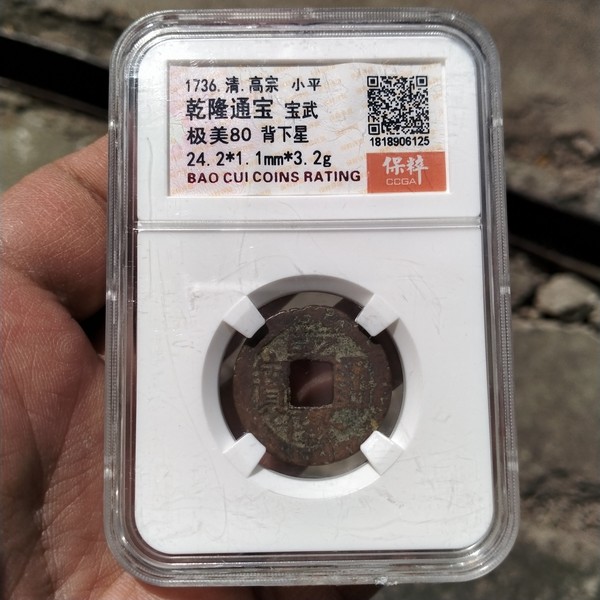 1736.清.高宗 小平
乾隆通宝 宝武
极美80 背下星
24.2*1.1mm*3.2g
BAO CUI COINS RATING
1818906125
保粹
CCGA